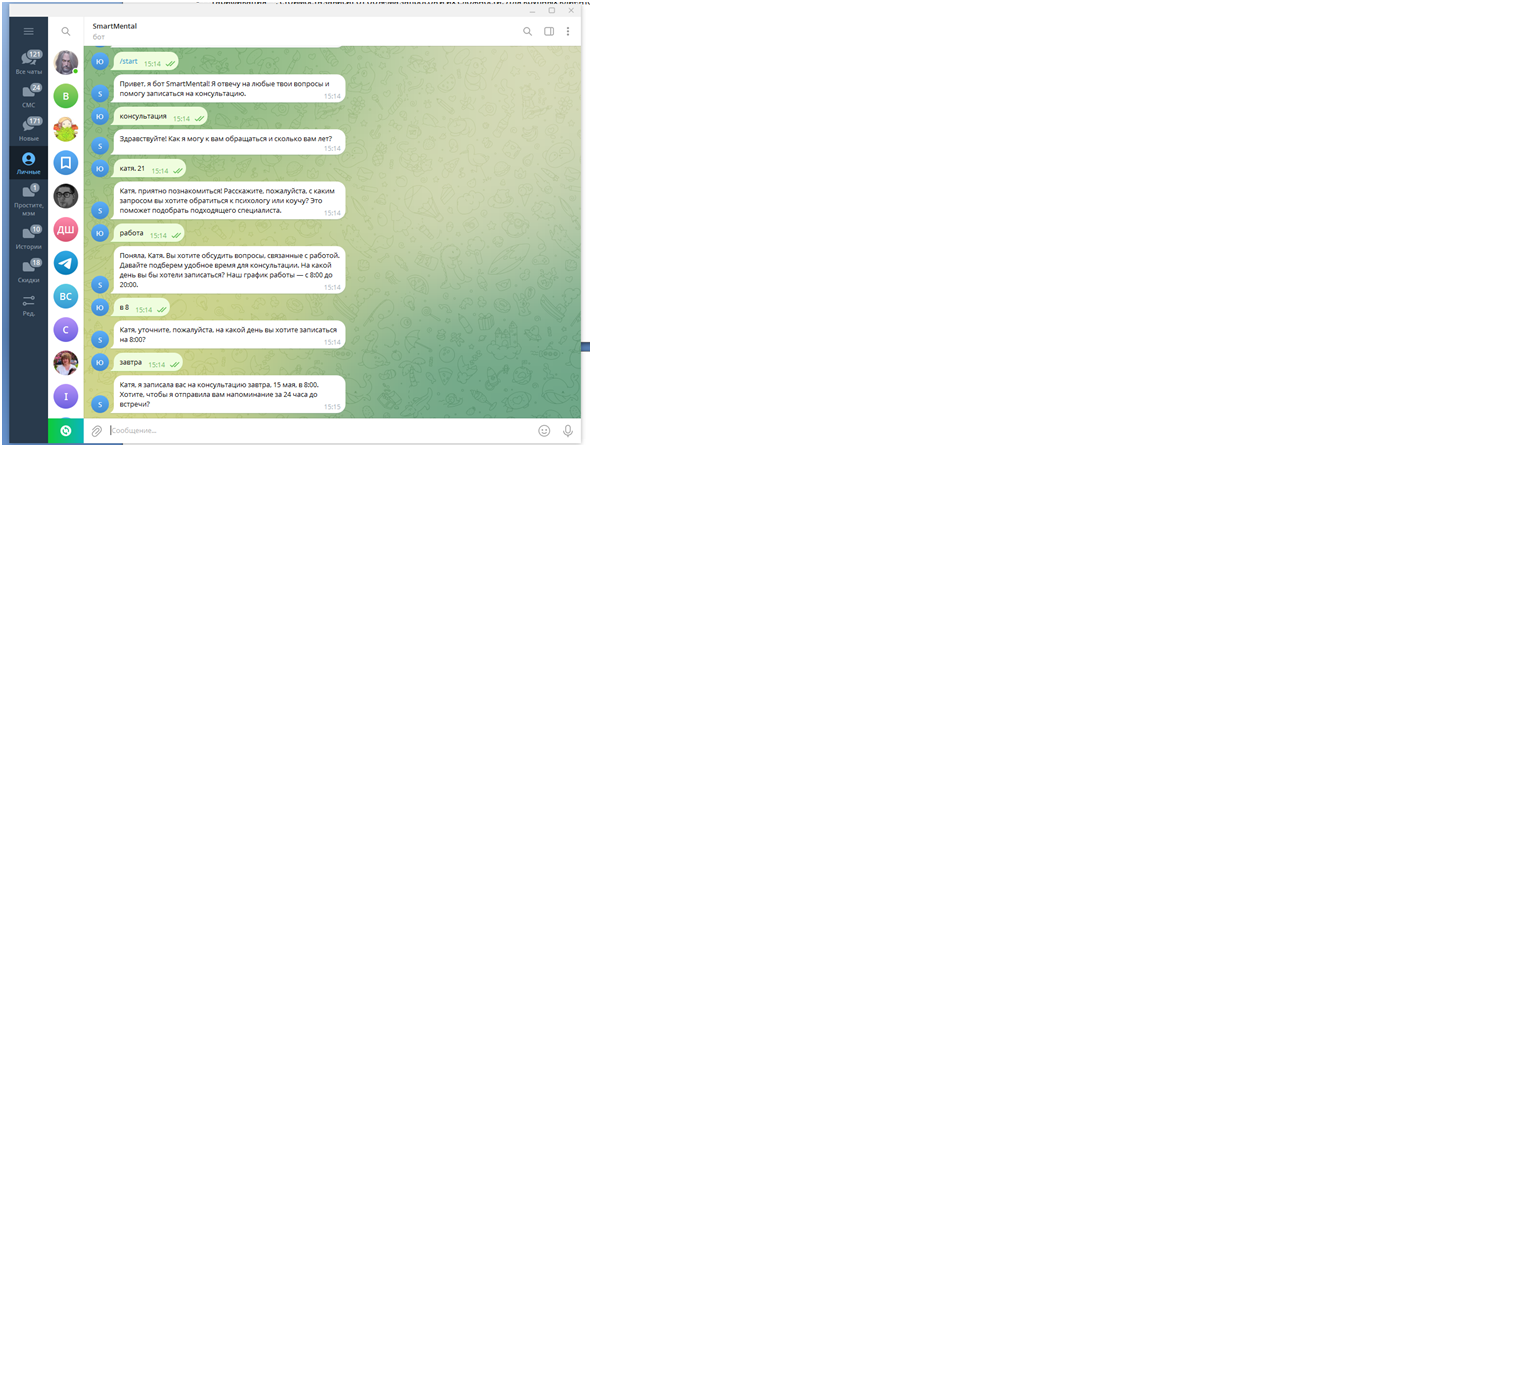 SmartMental
бот
121
Все чаты
24
СМС
171
Новые
Личные
1
Простите,
мэм
10
Истории
18
Скидки
Ред.
В
ДШ
ВС
С
I
Ю
/start 15:14
Привет, я бот SmartMental! Я отвечу на любые твои вопросы и
помогу записаться на консультацию.
15:14
S
Ю
консультация 15:14
Здравствуйте! Как я могу к вам обращаться и сколько вам лет?
15:14
S
Ю
катя, 21 15:14
Катя, приятно познакомиться! Расскажите, пожалуйста, с каким
запросом вы хотите обратиться к психологу или коучу? Это
поможет подобрать подходящего специалиста.
15:14
S
Ю
работа 15:14
Поняла, Катя. Вы хотите обсудить вопросы, связанные с работой.
Давайте подберем удобное время для консультации. На какой
день вы бы хотели записаться? Наш график работы — с 8:00 до
20:00.
15:14
S
Ю
в 8 15:14
Катя, уточните, пожалуйста, на какой день вы хотите записаться
на 8:00?
15:14
S
Ю
завтра 15:14
Катя, я записала вас на консультацию завтра, 15 мая, в 8:00.
Хотите, чтобы я отправила вам напоминание за 24 часа до
встречи?
15:15
S
Сообщение...